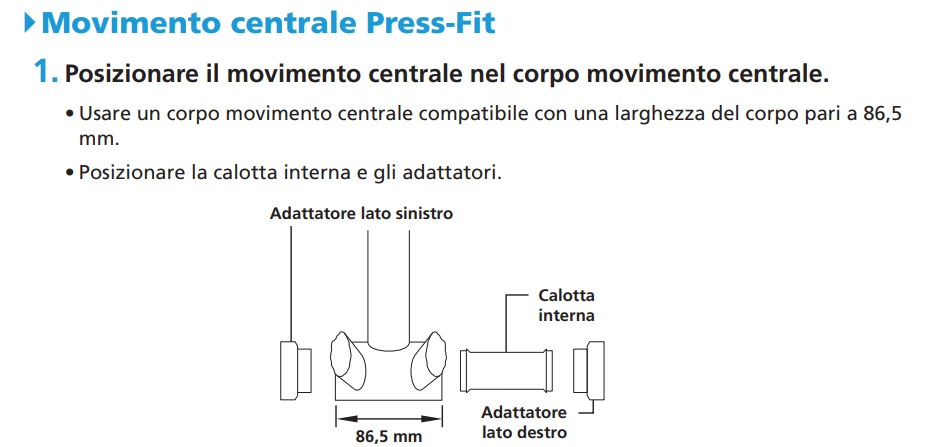 Movimento centrale Press-Fit
1. Posizionare il movimento centrale nel corpo movimento centrale.
• Usare un corpo movimento centrale compatibile con una larghezza del corpo pari a 86,5
mm.
• Posizionare la calotta interna e gli adattatori.
Adattatore lato sinistro
Calotta
interna
Adattatore
lato destro
86,5 mm